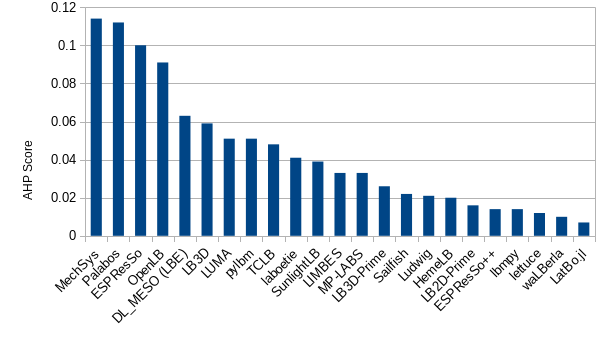 0.12
0.1
0.08
0.06
0.04
0.02
0
AHP Score
MechSys
Palabos
ESPResSo
OpenLB
DL_MESO (LBE)
LB3D
LUMA
pylbm
TCLB
laboetie
SunlightLB
LIMBES
MP-LABS
LB3D-Prime
Sailfish
Ludwig
HemeLB
LB2D-Prime
ESPResSo++
lbmpy
lettuce
waLBerla
LatBo.jl